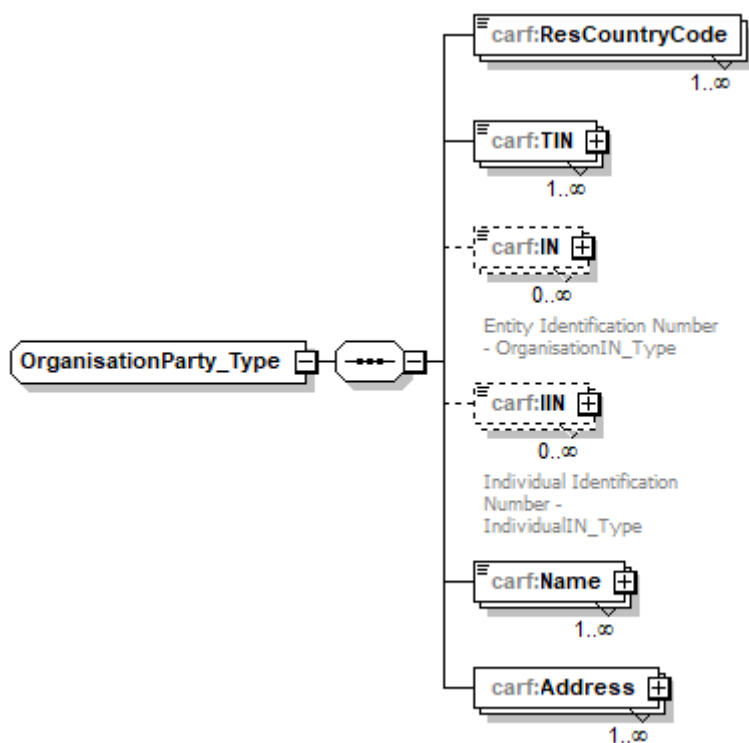 carf:ResCountryCode
1..∞
carf:TIN
1..∞
carf:IN
0..∞
Entity Identification Number
- OrganisationIN_Type
OrganisationParty_Type
carf:IIN
0..∞
Individual Identification
Number -
IndividualIN_Type
carf:Name
1..∞
carf:Address
1..∞